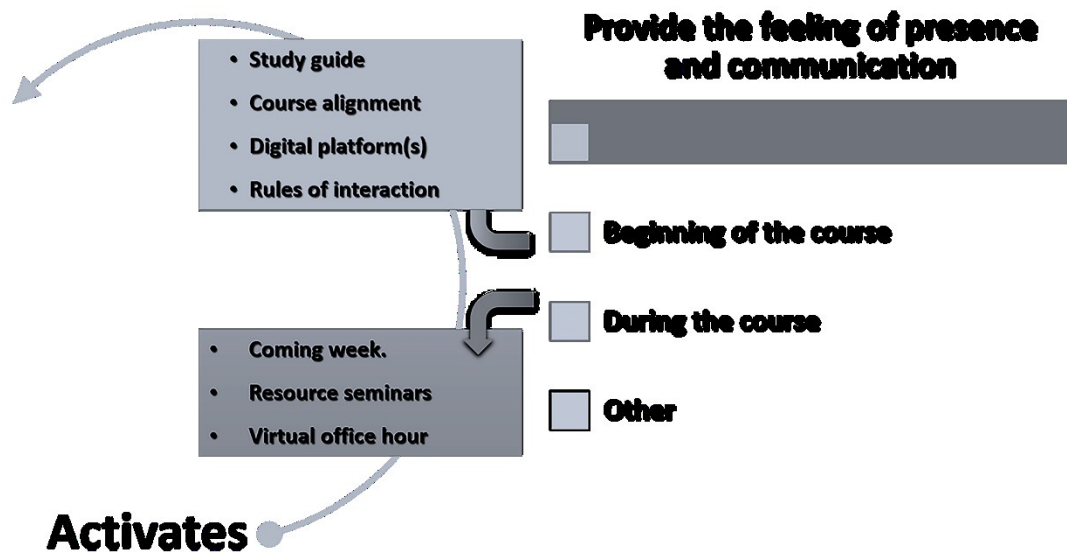 Provide the feeling of presence
and communication
• Study guide
• Course alignment
• Digital platform(s)
• Rules of interaction
Beginning of the course
During the course
• Coming week.
• Resource seminars
• Virtual office hour
Other
Activates